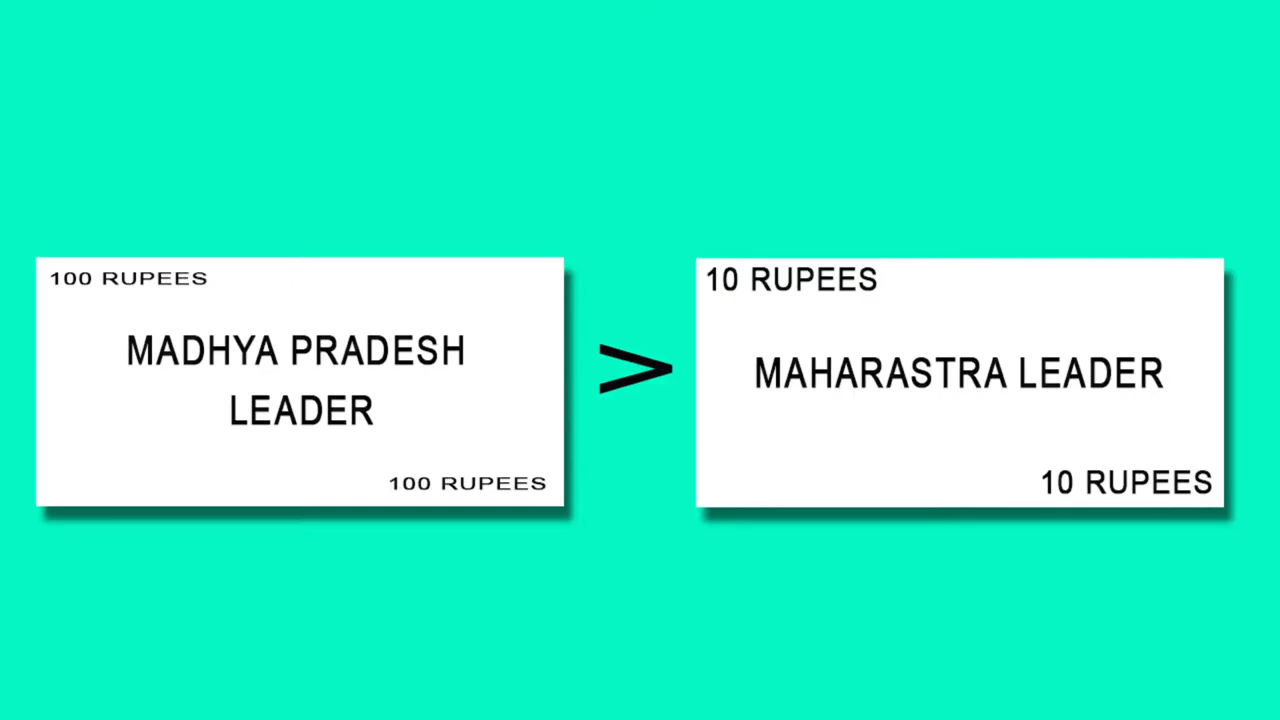 100 RUPEES
MADHYA PRADESH
LEADER
100 RUPEES
>
10 RUPEES
MAHARASTRA LEADER
10 RUPEES